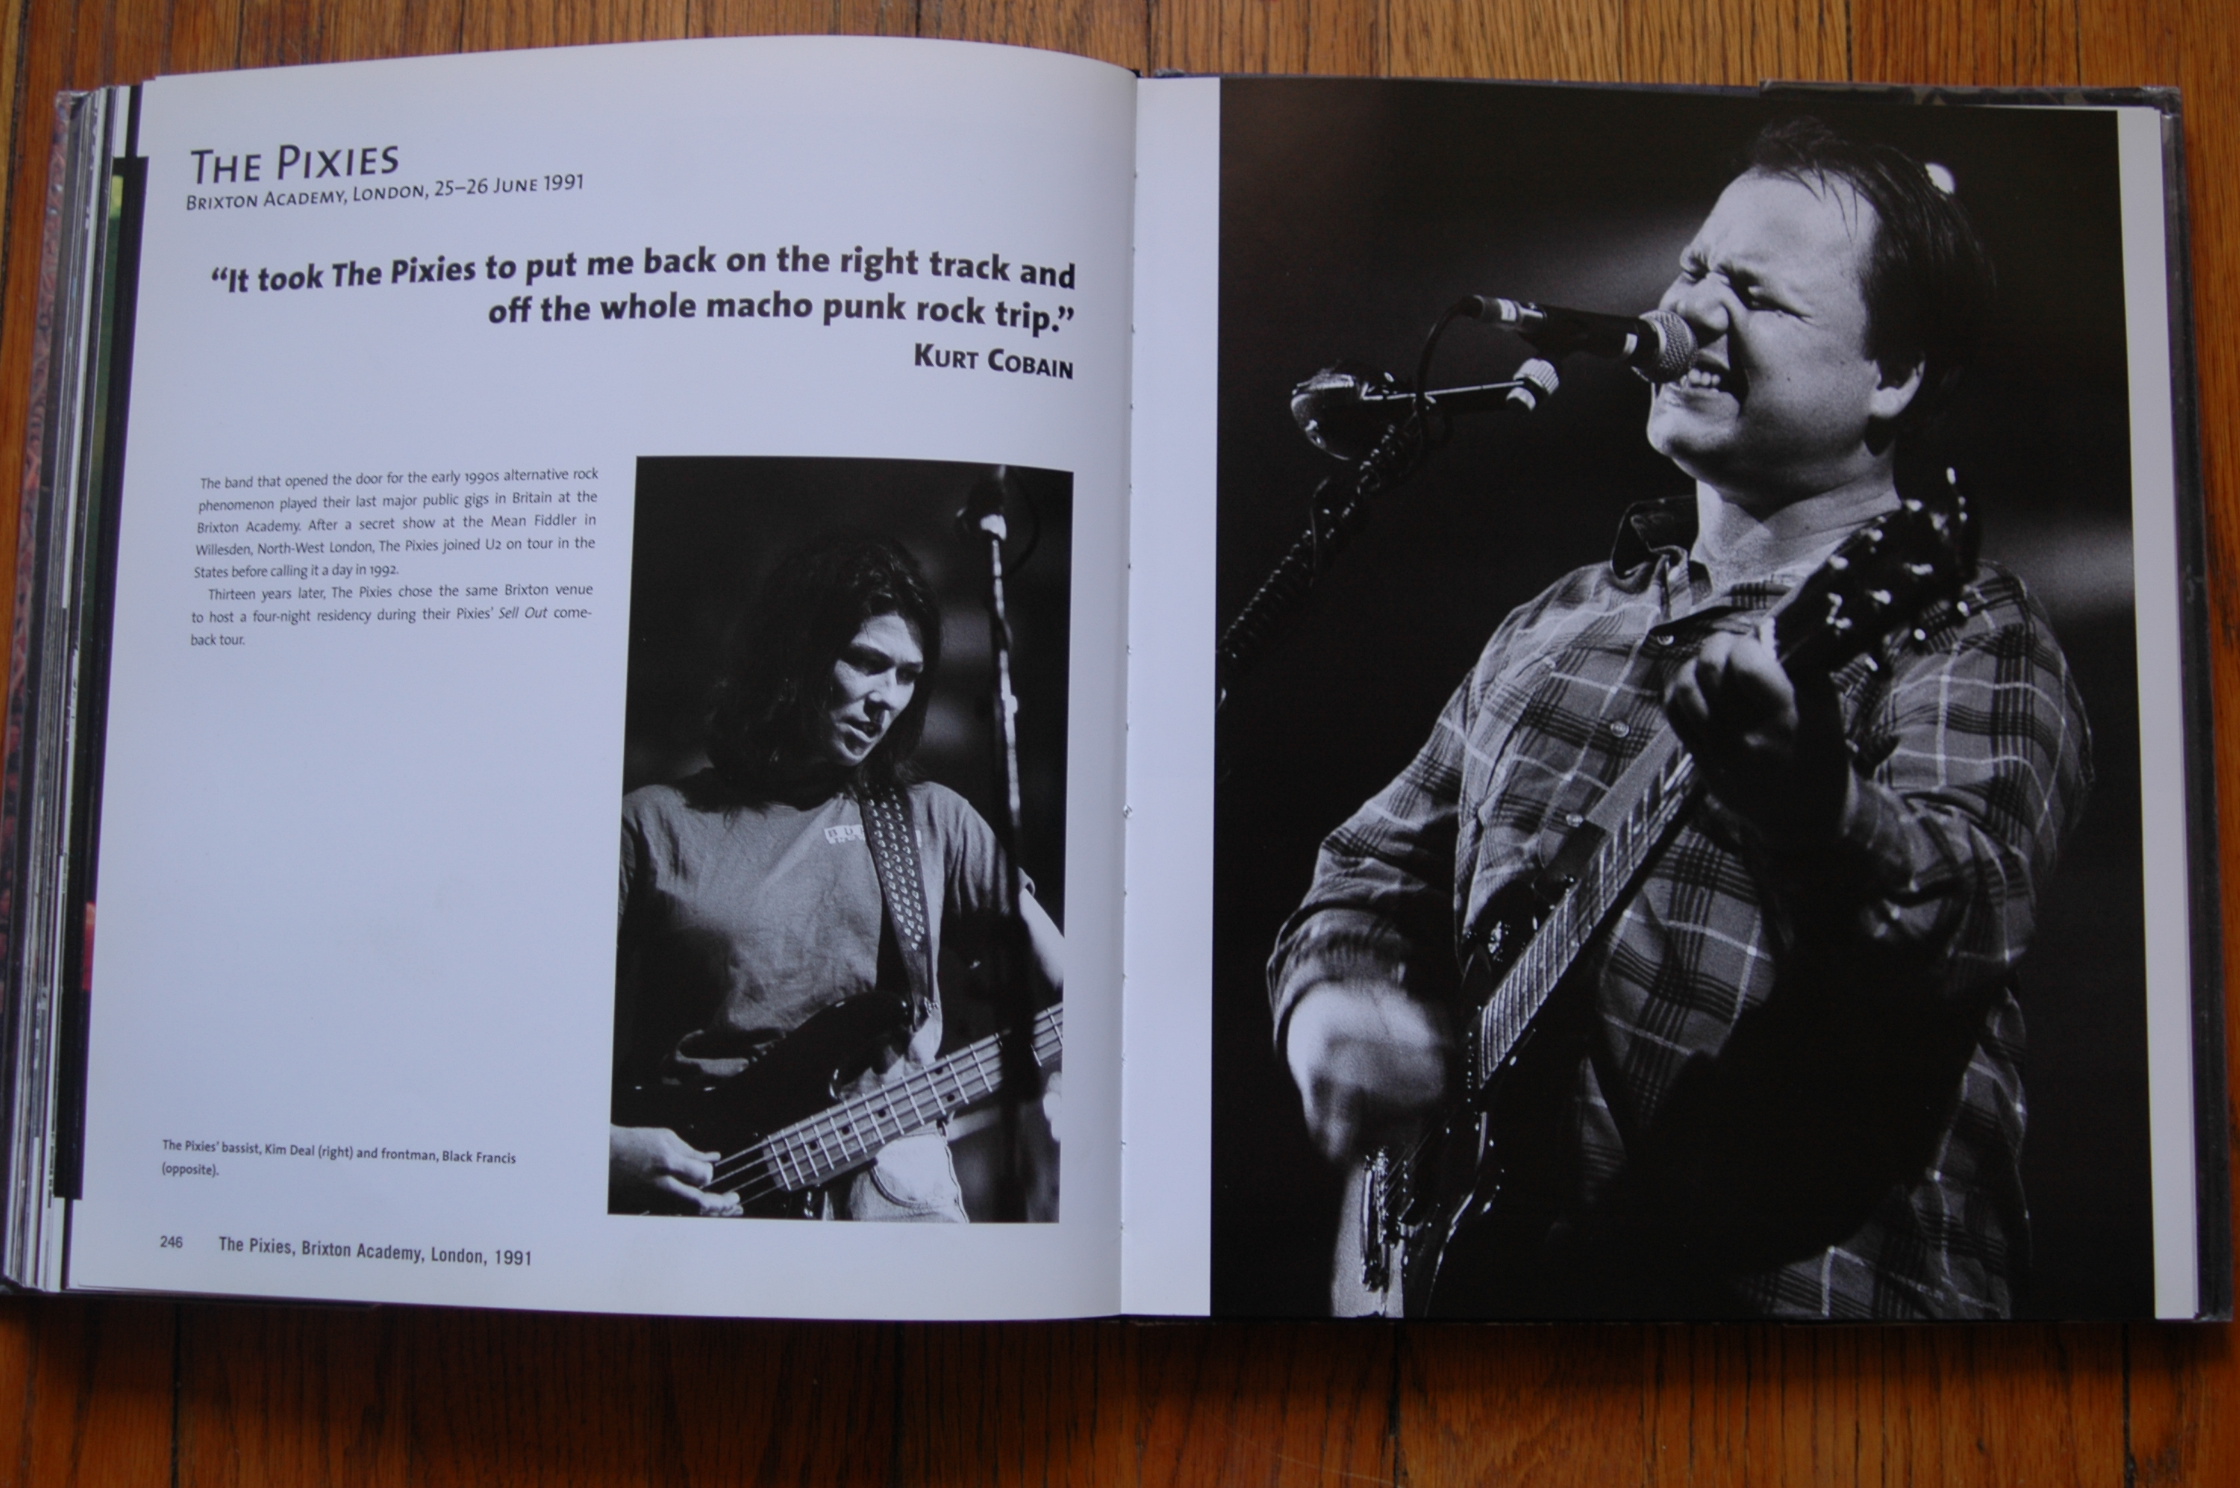 The Pixies
Brixton Academy, London, 25–26 June 1991
“It took The Pixies to put me back on the right track and
off the whole macho punk rock trip.”
Kurt Cobain
The band that opened the door for the early 1990s alternative rock
phenomenon played their last major public gigs in Britain at the
Brixton Academy. After a secret show at the Mean Fiddler in
Willesden, North-West London, The Pixies joined U2 on tour in the
States before calling it a day in 1992.
Thirteen years later, The Pixies chose the same Brixton venue
to host a four-night residency during their Pixies’ Sell Out come-
back tour.
The Pixies’ bassist, Kim Deal (right) and frontman, Black Francis
(opposite).
246 The Pixies, Brixton Academy, London, 1991